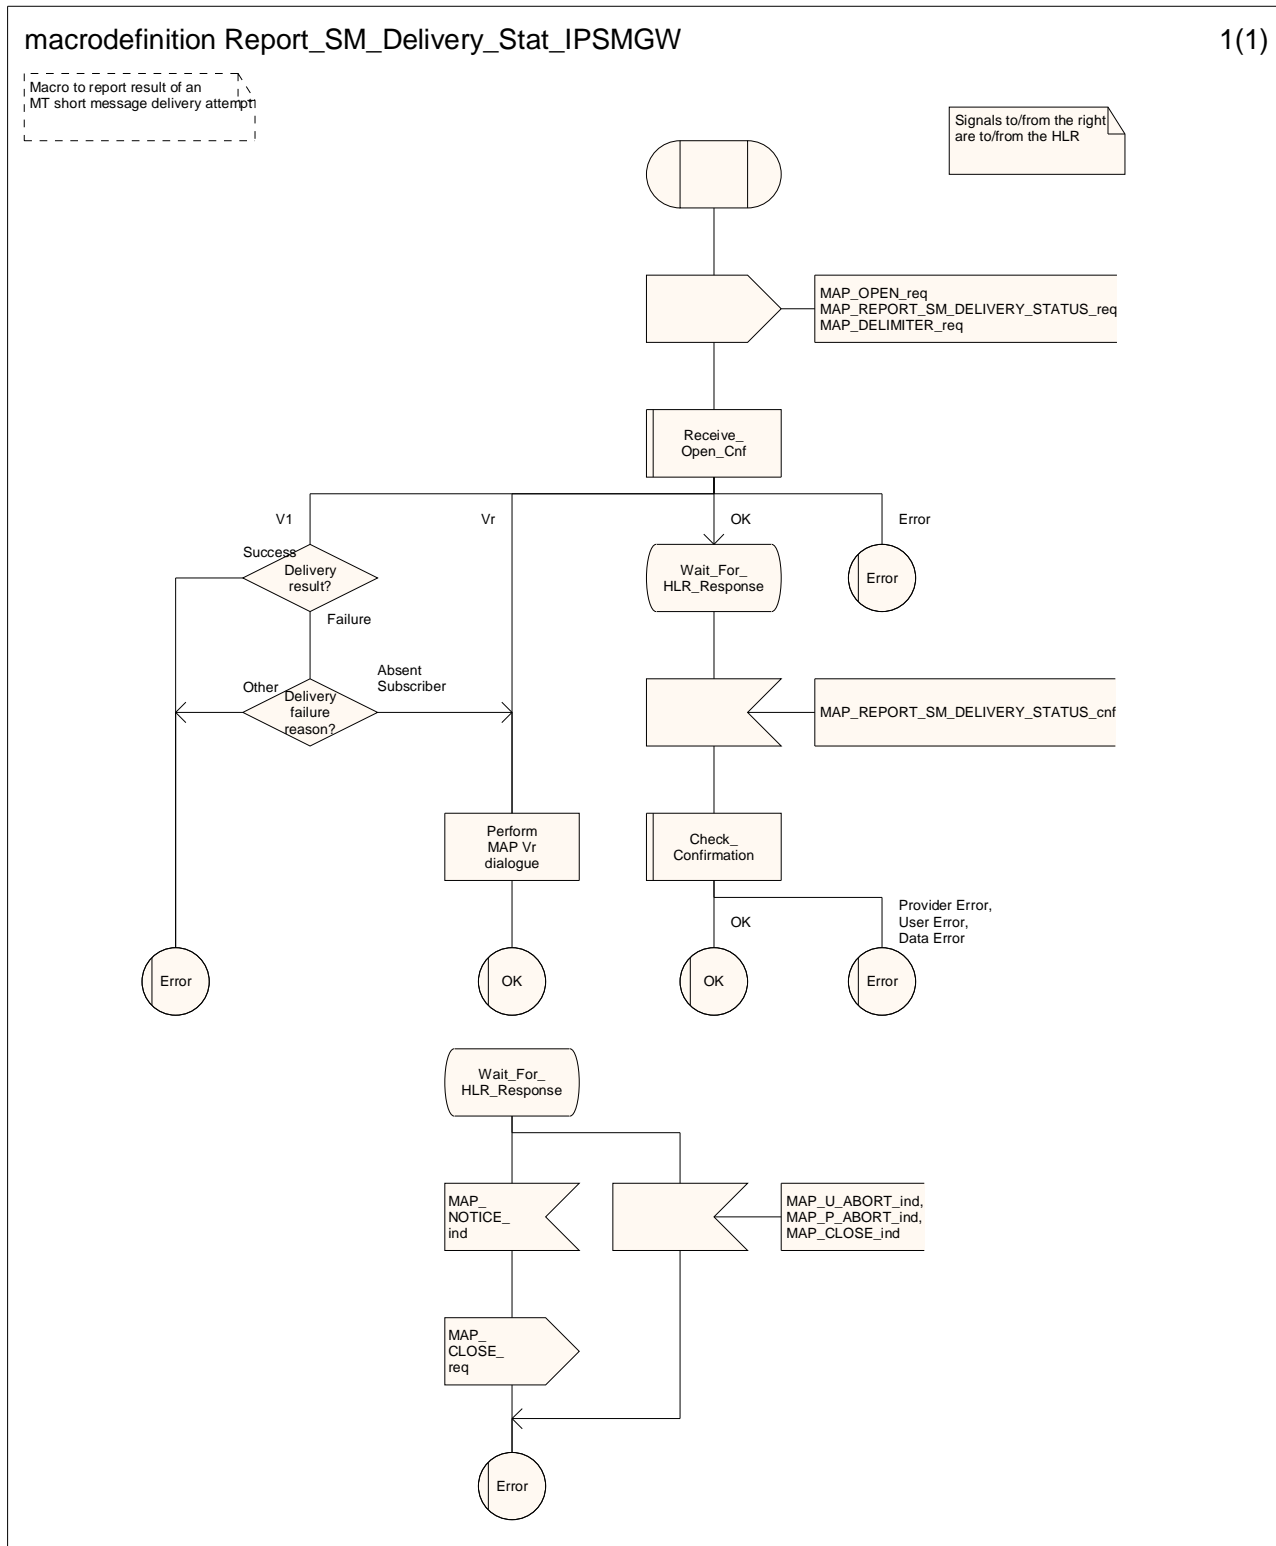 macrodefinition Report_SM_Delivery_Stat_IPSMGW
1(1)
Macro to report result of an
MT short message delivery attempt
Signals to/from the right
are to/from the HLR
MAP_OPEN_req
MAP_REPORT_SM_DELIVERY_STATUS_req
MAP_DELIMITER_req
Receive_
Open_Cnf
V1
Vr
OK
Error
Success
Delivery
result?
Wait_For_
HLR_Response
Error
Failure
Absent
Subscriber
Other
Delivery
failure
reason?
MAP_REPORT_SM_DELIVERY_STATUS_cnf
Perform
MAP Vr
dialogue
Check_
Confirmation
OK
Provider Error,
User Error,
Data Error
Error
OK
OK
Error
Wait_For_
HLR_Response
MAP_
NOTICE_
ind
MAP_U_ABORT_ind,
MAP_P_ABORT_ind,
MAP_CLOSE_ind
MAP_
CLOSE_
req
Error